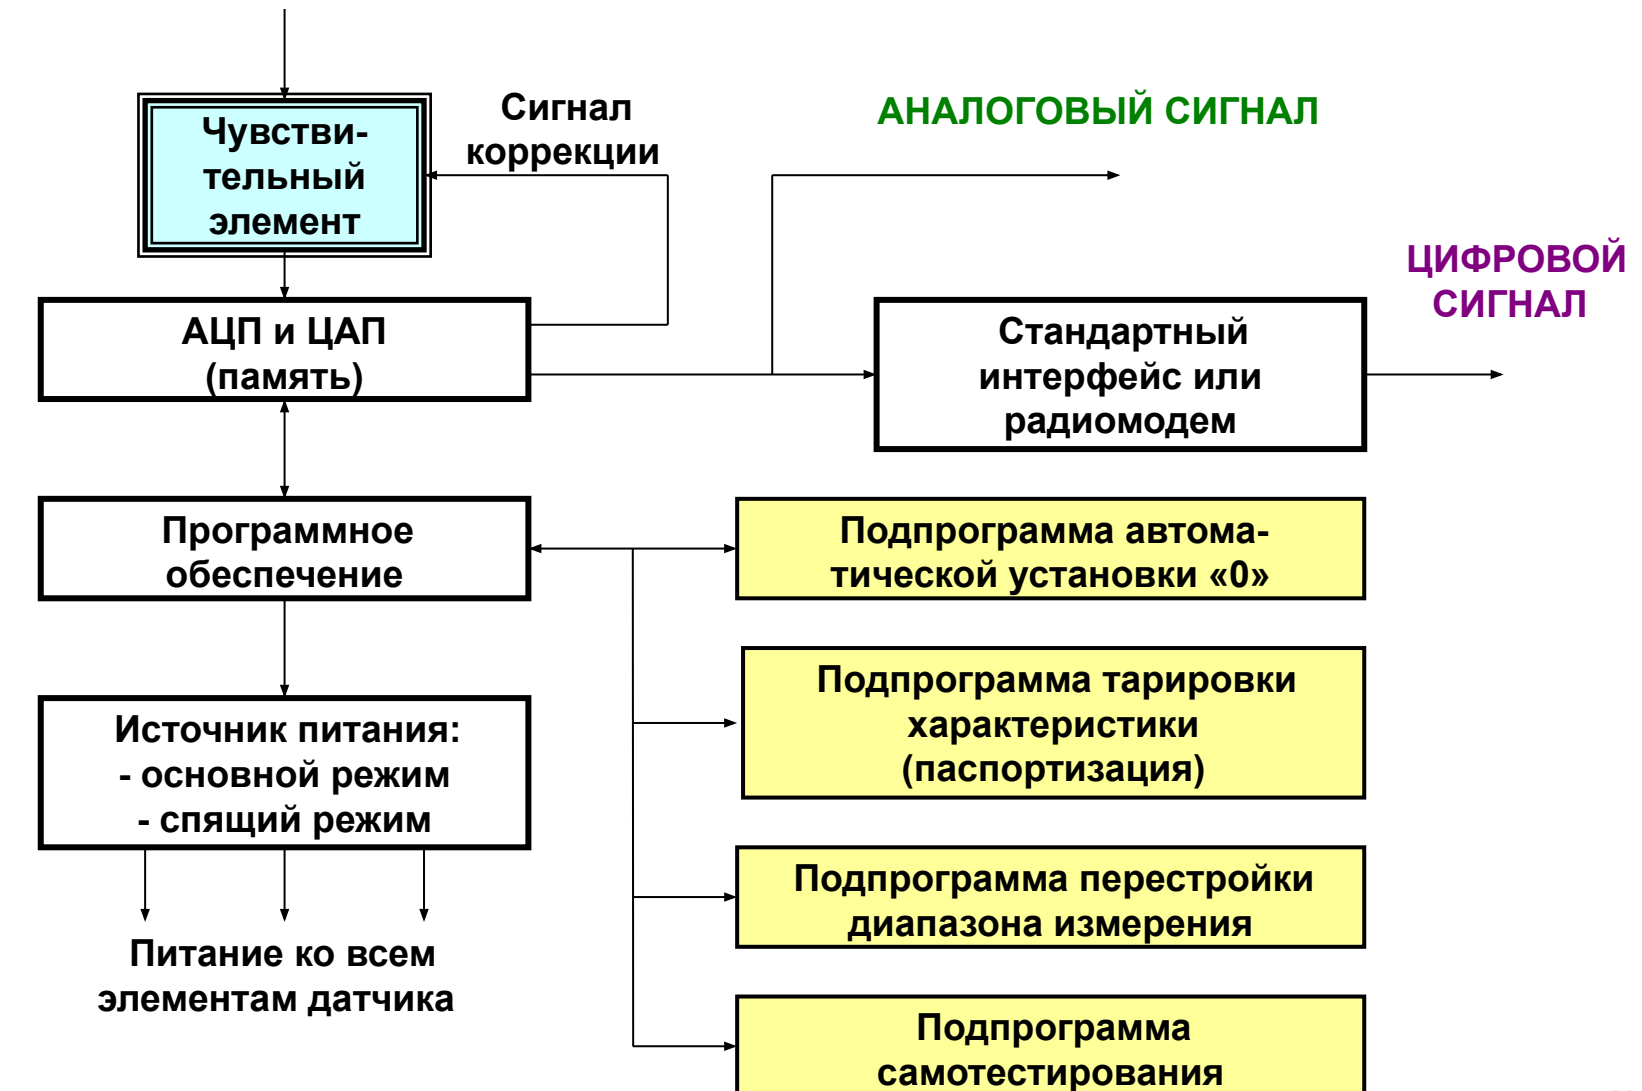 Чувстви-
тельный
элемент
Сигнал
коррекции
АНАЛОГОВЫЙ СИГНАЛ
ЦИФРОВОЙ
СИГНАЛ
АЦП и ЦАП
(память)
Стандартный
интерфейс или
радиомодем
Программное
обеспечение
Подпрограмма автома-
тической установки «0»
Подпрограмма тарировки
характеристики
(паспортизация)
Источник питания:
- основной режим
- спящий режим
Подпрограмма перестройки
диапазона измерения
Питание ко всем
элементам датчика
Подпрограмма
самотестирования